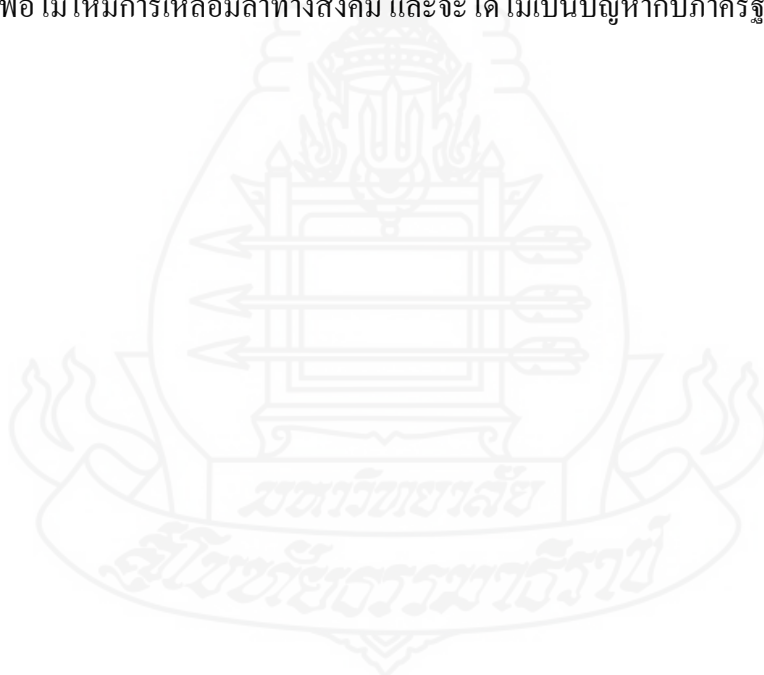 พื่อไม่ให้มีการเหลื่อมล้ำทางสังคม และจะได้ไม่เป็นปัญหากับภาครัฐ
มหาวิทยาลัย
สุโขทัยธรรมาธิราช